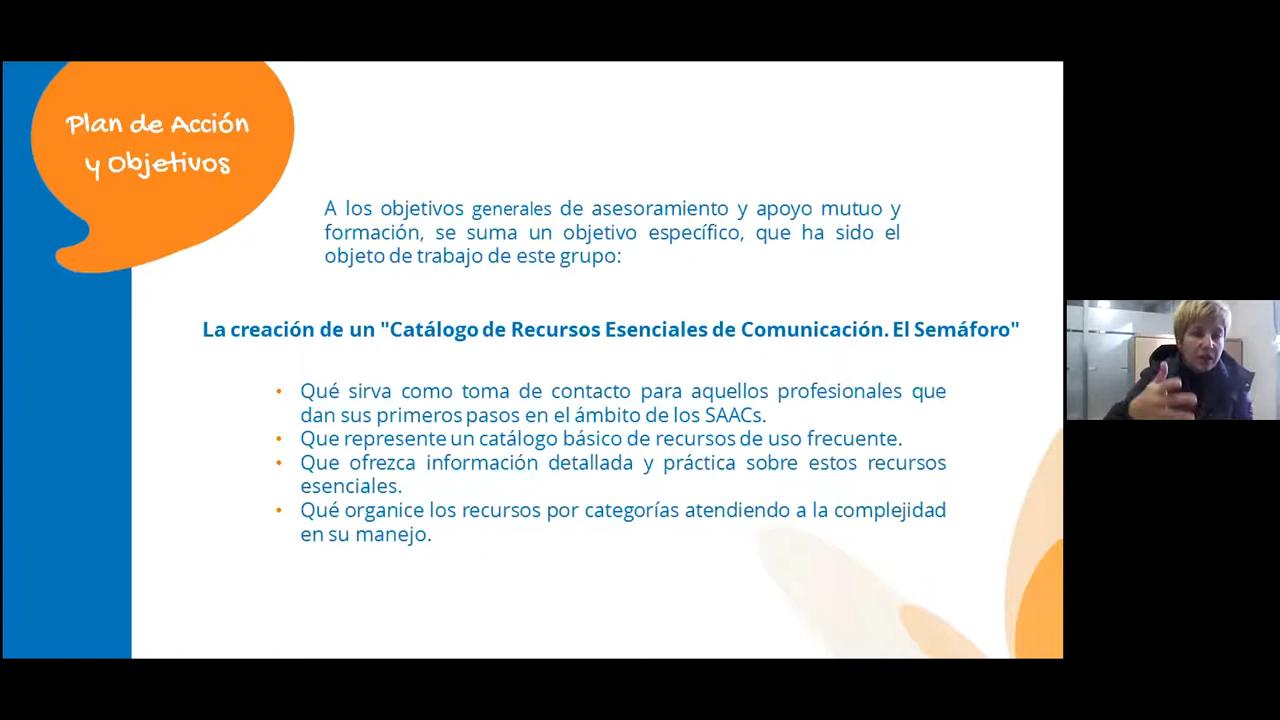 Plan de Acción
y Objetivos
A los objetivos generales de asesoramiento y apoyo mutuo y
formación, se suma un objetivo específico, que ha sido el
objeto de trabajo de este grupo:
La creación de un "Catálogo de Recursos Esenciales de Comunicación. El Semáforo"
• Qué sirva como toma de contacto para aquellos profesionales que
dan sus primeros pasos en el ámbito de los SAACs.
• Que represente un catálogo básico de recursos de uso frecuente.
• Que ofrezca información detallada y práctica sobre estos recursos
esenciales.
• Qué organice los recursos por categorías atendiendo a la complejidad
en su manejo.